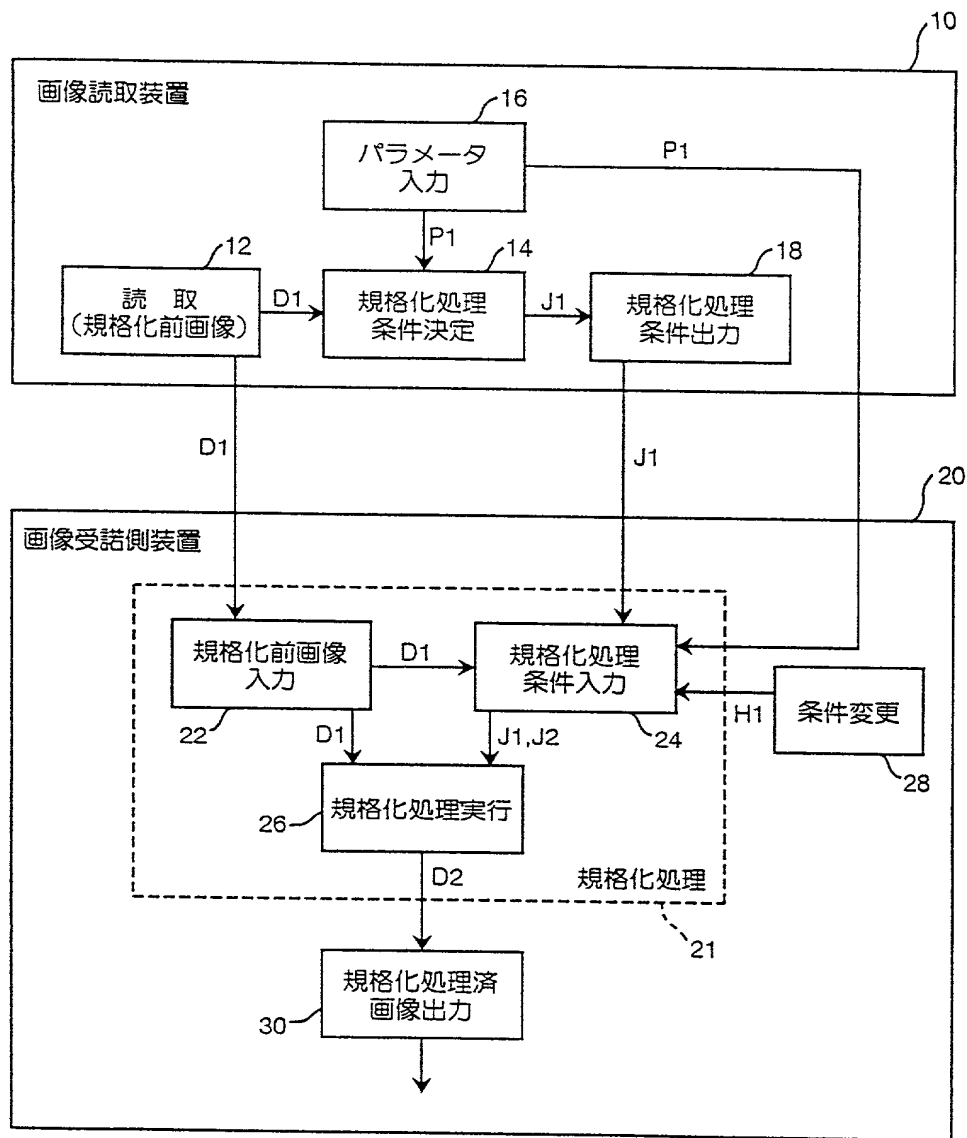 10
画像読取装置
16
パラメータ
入力
P1
P1
12
14
18
読 取
(規格化前画像)
D1
規格化処理
条件決定
J1
規格化処理
条件出力
D1
J1
20
画像受諾側装置
規格化前画像
入力
D1
規格化処理
条件入力
22
D1
J1,J2
24
H1
条件変更
28
26
規格化処理実行
D2
規格化処理
21
規格化処理済
画像出力
30